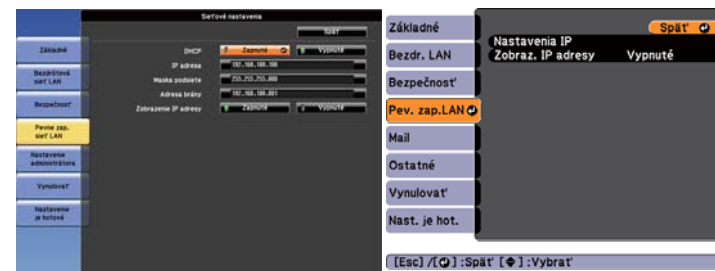 Sieťové nastavenia
Späť
Základné
DHCP Zapnuté Vypnuté
IP adresa 192.168.100.100
Bezdrôtová
sieť LAN
Maska podsiete 255.255.255.000
Adresa brány 192.168.100.001
Bezpečnosť
Zobrazenie IP adresy Zapnuté Vypnuté
Pevne zap.
sieť LAN
Nastavenie
administrátora
Vynulovať
Nastavenie
je hotové
Základné
Späť
Nastavenia IP
Bezdr. LAN
Zobraz. IP adresy Vypnuté
Bezpečnosť
Pev. zap.LAN
Mail
Ostatné
Vynulovať
Nast. je hot.
[Esc] /[ ] :Späť [ ] :Vybrať